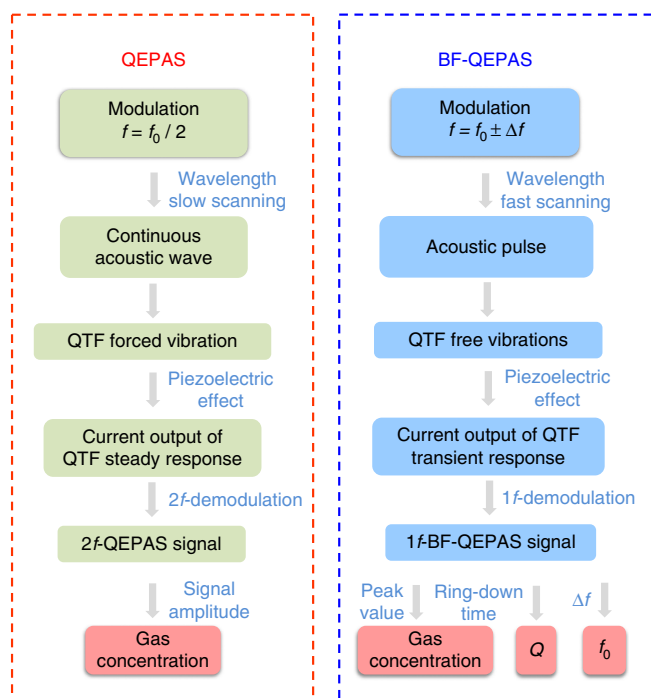 QEPAS
Modulation
f = f0 / 2
Wavelength
slow scanning
Continuous
acoustic wave
QTF forced vibration
Piezoelectric
effect
Current output of
QTF steady response
2f-demodulation
2f-QEPAS signal
Signal
amplitude
Gas
concentration
BF-QEPAS
Modulation
f = f0 ± Δf
Wavelength
fast scanning
Acoustic pulse
QTF free vibrations
Piezoelectric
effect
Current output of QTF
transient response
1f-demodulation
1f-BF-QEPAS signal
Peak
value
Ring-down
time
Δf
Gas
concentration
Q
f0